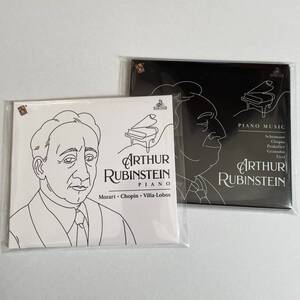 ARTHUR
RUBINSTEIN
PIANO
Mozart • Chopin • Villa-Lobos
PIANO MUSIC
Schumann
Chopin
Prokofiev
Granados
Liszt
ARTHUR
RUBINSTEIN